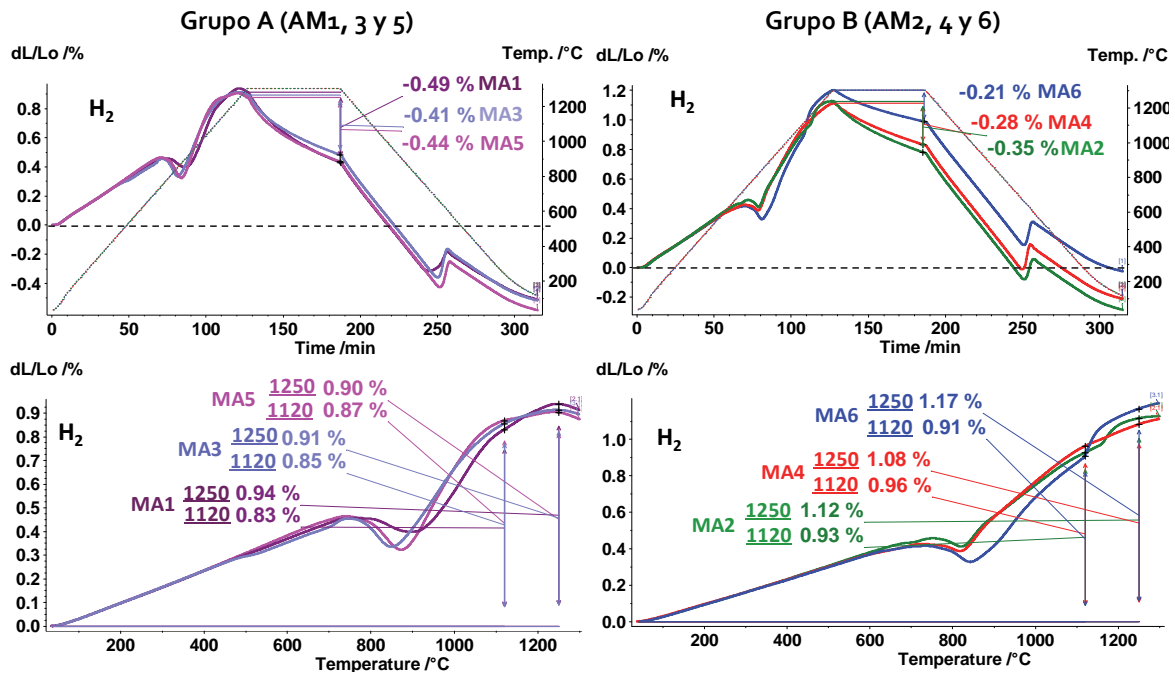 Grupo A (AM1, 3 y 5)
Grupo B (AM2, 4 y 6)
dL/Lo /%
Temp. /°C
H2
-0.49 % MA1
-0.41 % MA3
-0.44 % MA5
0.8
0.6
0.4
0.2
0.0
-0.2
-0.4
1200
1000
800
600
400
200
0
50
100
150
200
250
300
Time /min
dL/Lo /%
Temp. /°C
H2
-0.21 % MA6
-0.28 % MA4
-0.35 % MA2
1.2
1.0
0.8
0.6
0.4
0.2
0.0
-0.2
1200
1000
800
600
400
200
[1]
0
50
100
150
200
250
300
Time /min
dL/Lo /%
H2
MA5
1250 0.90 %
1120 0.87 %
MA3
1250 0.91 %
1120 0.85 %
MA1
1250 0.94 %
1120 0.83 %
0.9
0.8
0.7
0.6
0.5
0.4
0.3
0.2
0.1
0.0
200
400
600
800
1000
1200
Temperature /°C
dL/Lo /%
H2
MA6
1250 1.17 %
1120 0.91 %
MA4
1250 1.08 %
1120 0.96 %
MA2
1250 1.12 %
1120 0.93 %
[3.1]
1.0
0.8
0.6
0.4
0.2
0.0
200
400
600
800
1000
1200
Temperature /°C